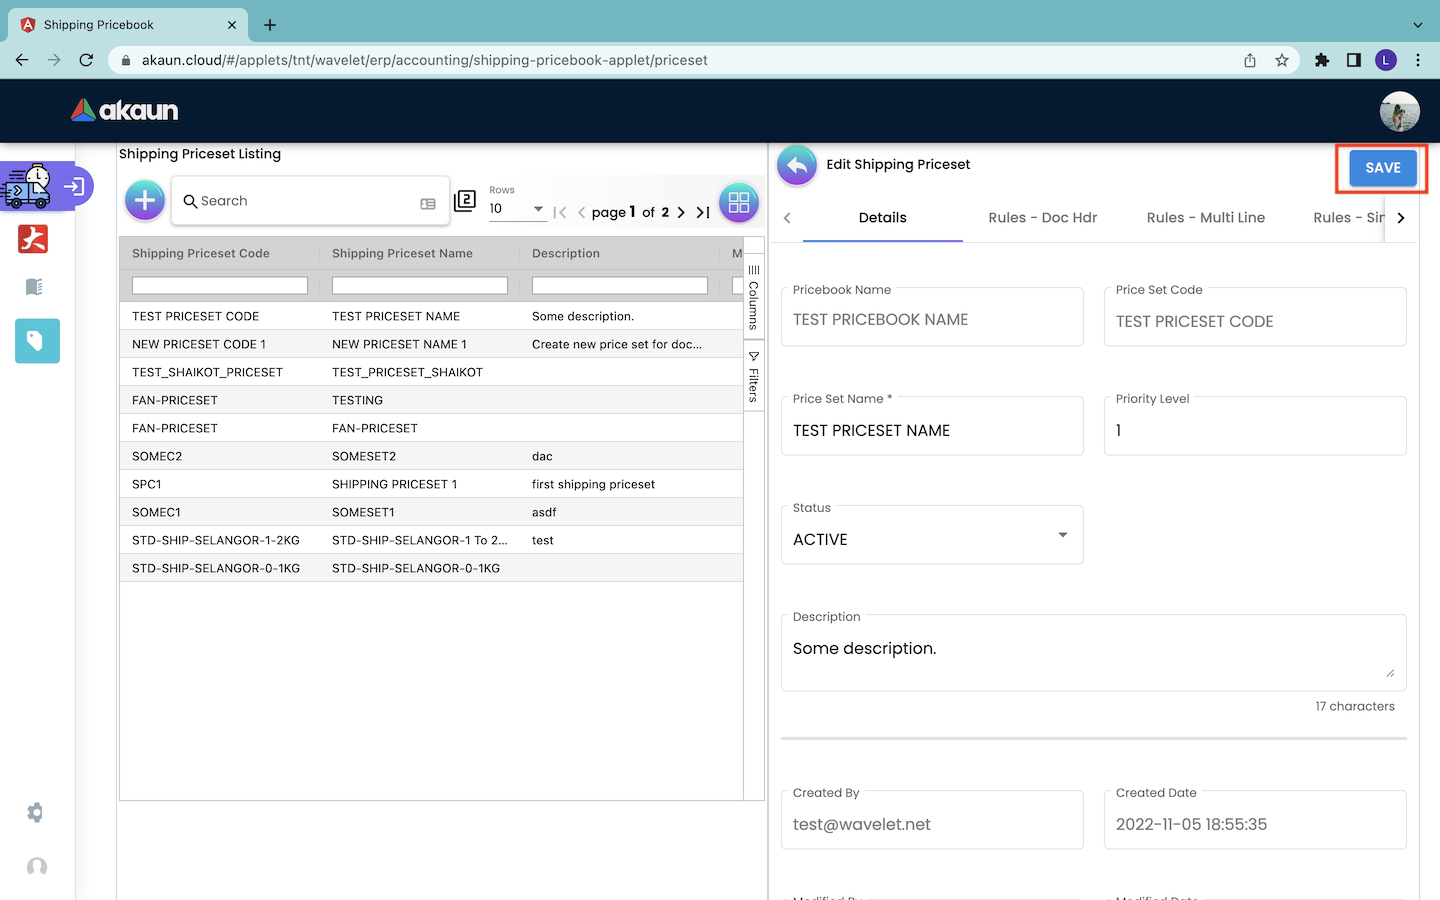 Shipping Pricebook
akaun.cloud/#/applets/tnt/wavelet/erp/accounting/shipping-pricebook-applet/priceset
L
akaun
Shipping Priceset Listing
Search
2
Rows
10
page 1 of 2
Shipping Priceset Code Shipping Priceset Name Description M
TEST PRICESET CODE TEST PRICESET NAME Some description.
NEW PRICESET CODE 1 NEW PRICESET NAME 1 Create new price set for doc...
TEST_SHAIKOT_PRICESET TEST_PRICESET_SHAIKOT
FAN-PRICESET TESTING
FAN-PRICESET FAN-PRICESET
SOMEC2 SOMESET2 dac
SPC1 SHIPPING PRICESET 1 first shipping priceset
SOMEC1 SOMESET1 asdf
STD-SHIP-SELANGOR-1-2KG STD-SHIP-SELANGOR-1 To 2... test
STD-SHIP-SELANGOR-0-1KG STD-SHIP-SELANGOR-0-1KG
Columns
Filters
Edit Shipping Priceset
SAVE
Details Rules - Doc Hdr Rules - Multi Line Rules - Sin
Pricebook Name
TEST PRICEBOOK NAME
Price Set Code
TEST PRICESET CODE
Price Set Name *
TEST PRICESET NAME
Priority Level
1
Status
ACTIVE
Description
Some description.
17 characters
Created By
test@wavelet.net
Created Date
2022-11-05 18:55:35
Modified By
Modified Date